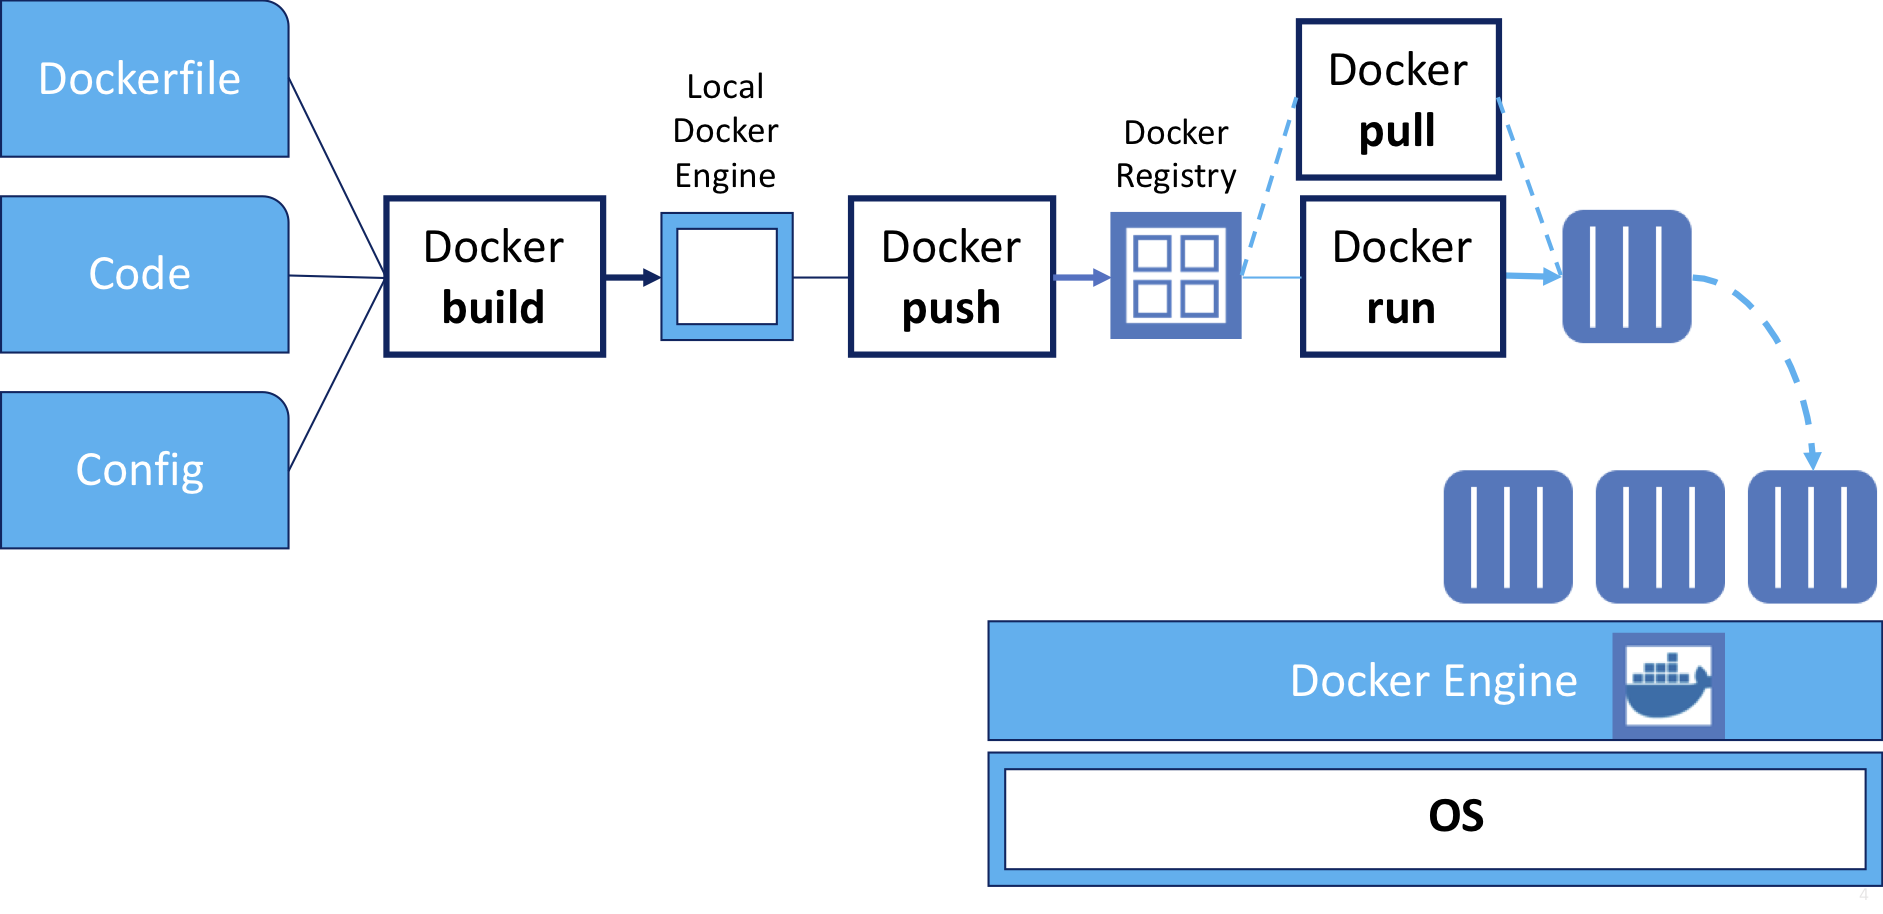 Dockerfile
Code
Config
Docker
build
Local
Docker
Engine
Docker
push
Docker
Registry
Docker
pull
Docker
run
Docker Engine
OS
4